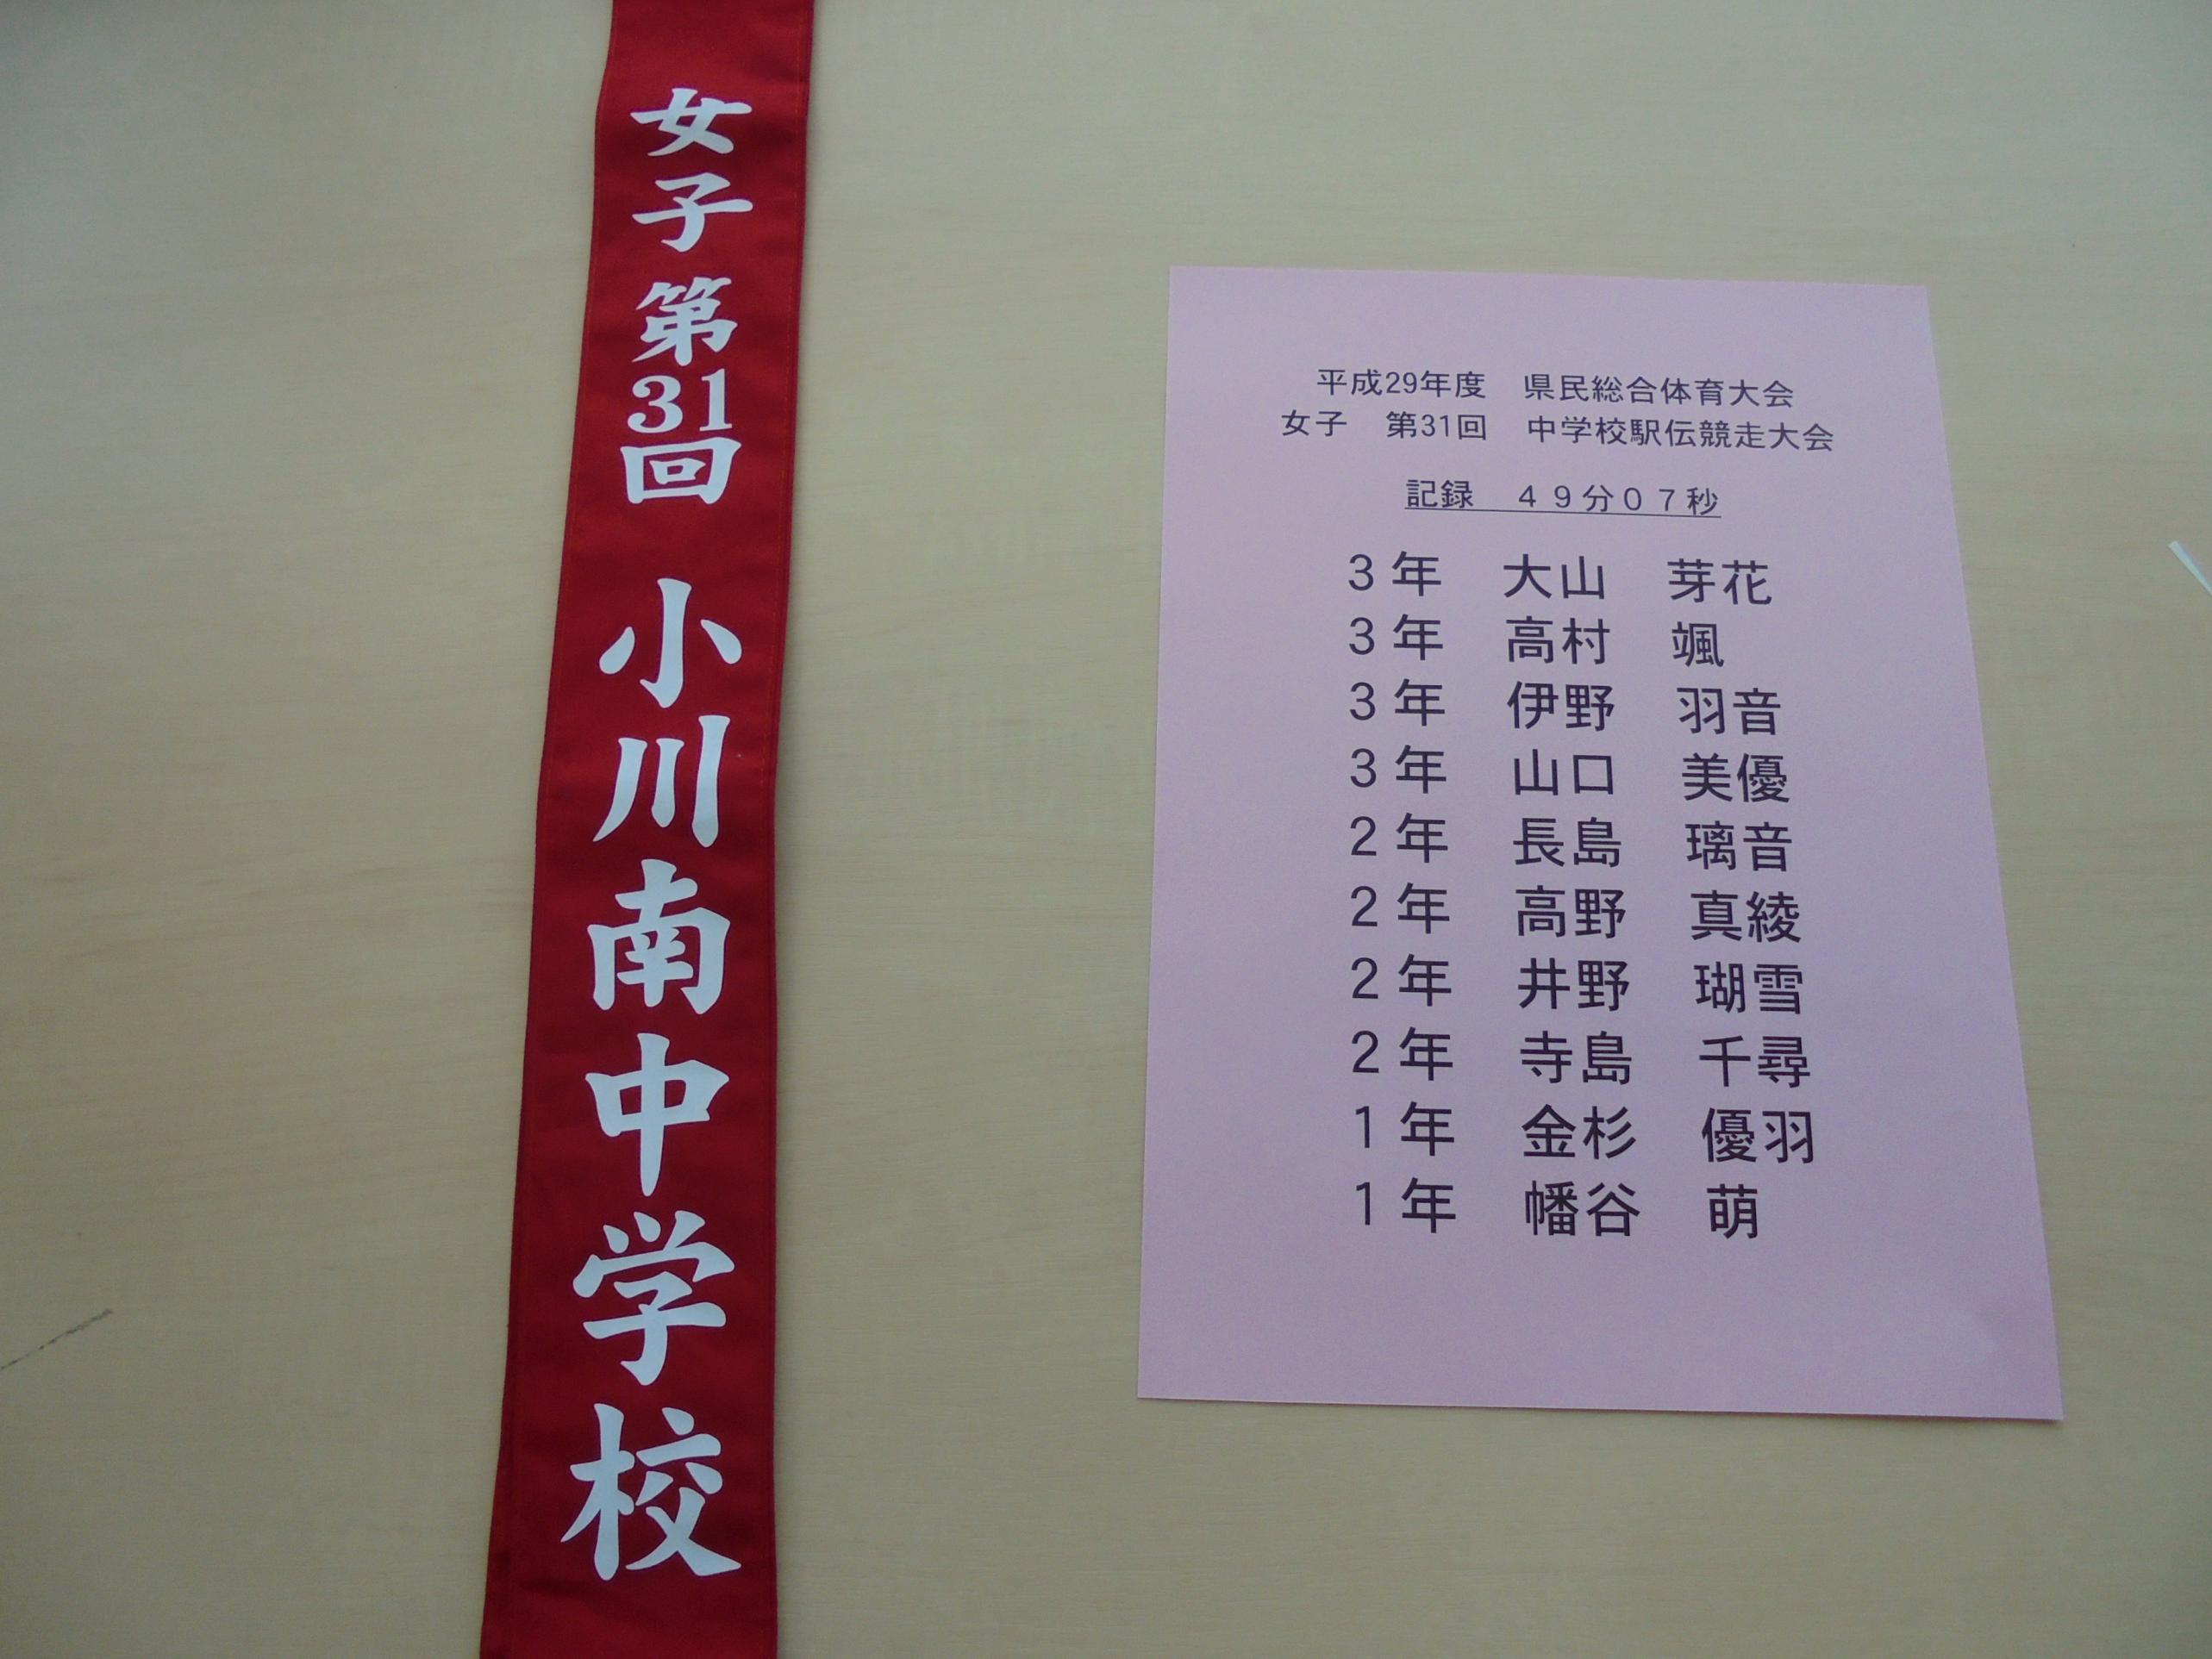 女子 第31回 小川南中学校
平成29年度　県民総合体育大会
女子　第31回　中学校駅伝競走大会
記録　４９分０７秒
３年　大山　芽花
３年　高村　颯
３年　伊野　羽音
３年　山口　美優
２年　長島　璃音
２年　高野　真綾
２年　井野　瑚雪
２年　寺島　千尋
１年　金杉　優羽
１年　幡谷　萌